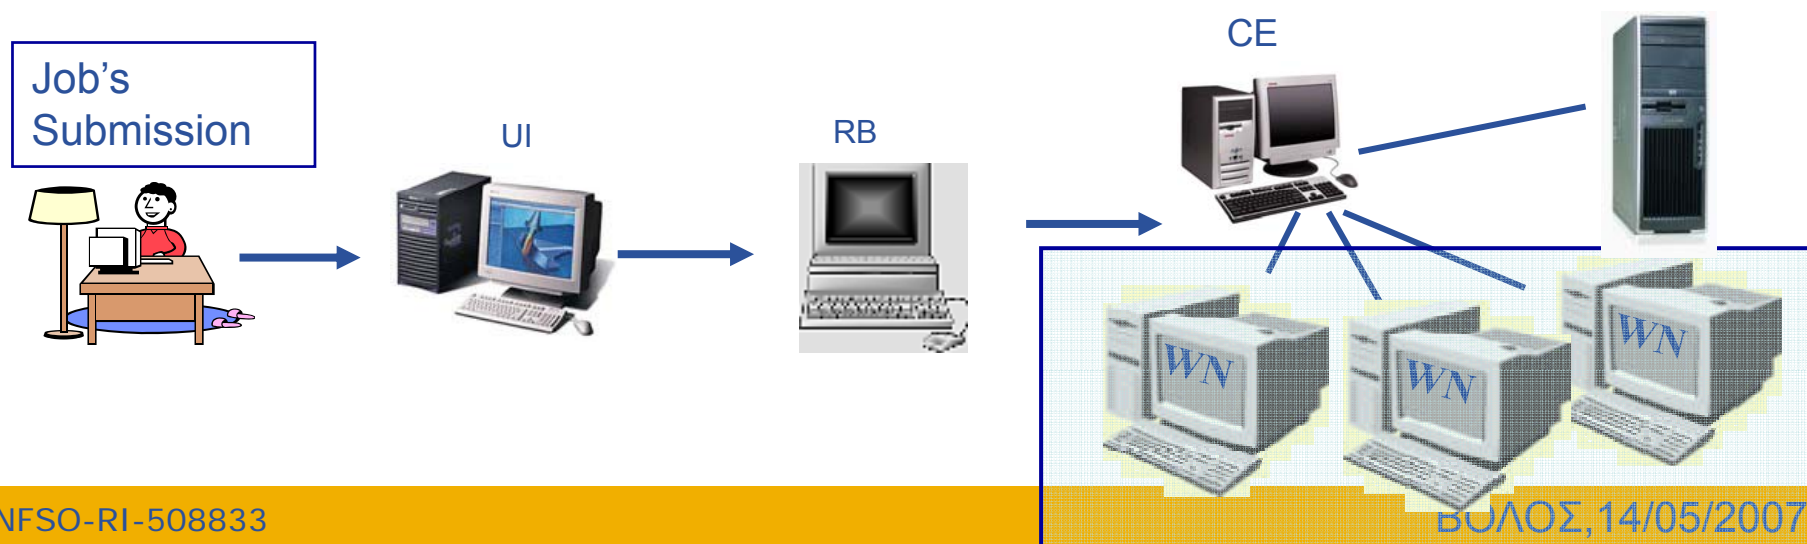 Job's
Submission
UI
RB
CE
WN
WN
WN
NFSO-RI-508833
ΒΟΛΟΣ,14/05/2007